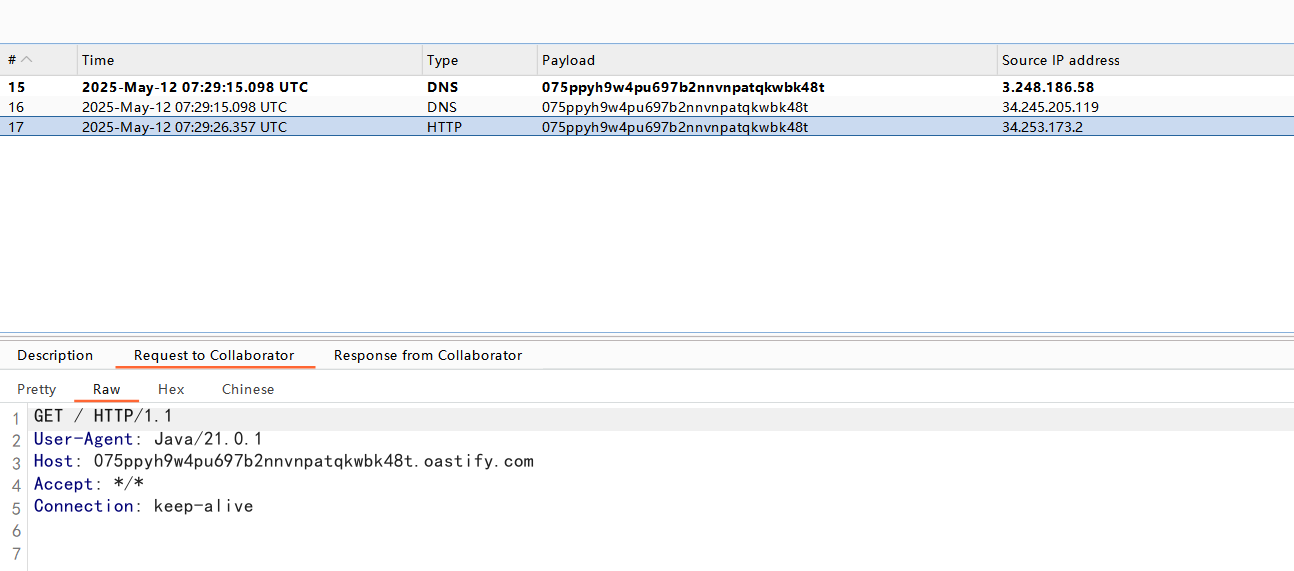 # Time Type Payload Source IP address
15 2025-May-12 07:29:15.098 UTC DNS 075ppyh9w4pu697b2nnvnpatqkwbk48t 3.248.186.58
16 2025-May-12 07:29:15.098 UTC DNS 075ppyh9w4pu697b2nnvnpatqkwbk48t 34.245.205.119
17 2025-May-12 07:29:26.357 UTC HTTP 075ppyh9w4pu697b2nnvnpatqkwbk48t 34.253.173.2
Description Request to Collaborator Response from Collaborator
Pretty Raw Hex Chinese
1 GET / HTTP/1.1
2 User-Agent: Java/21.0.1
3 Host: 075ppyh9w4pu697b2nnvnpatqkwbk48t.oastify.com
4 Accept: */*
5 Connection: keep-alive
6
7